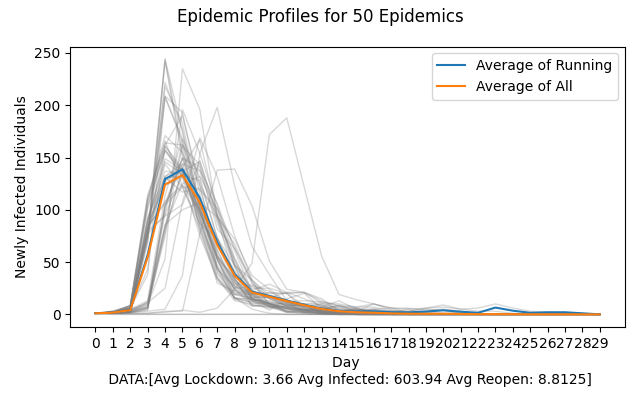 Epidemic Profiles for 50 Epidemics
250
200
150
100
50
0
Newly Infected Individuals
Average of Running
Average of All
0 1 2 3 4 5 6 7 8 9 10 11 12 13 14 15 16 17 18 19 20 21 22 23 24 25 26 27 28 29
Day
DATA:[Avg Lockdown: 3.66 Avg Infected: 603.94 Avg Reopen: 8.8125]